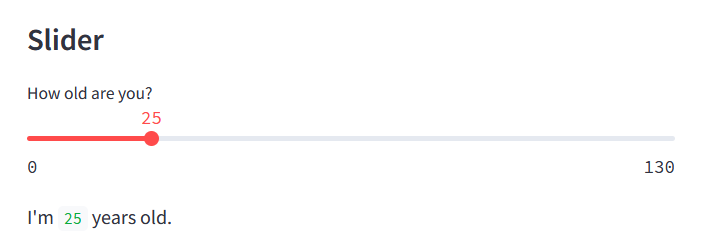 Slider
How old are you?
25
0 130
I'm 25 years old.